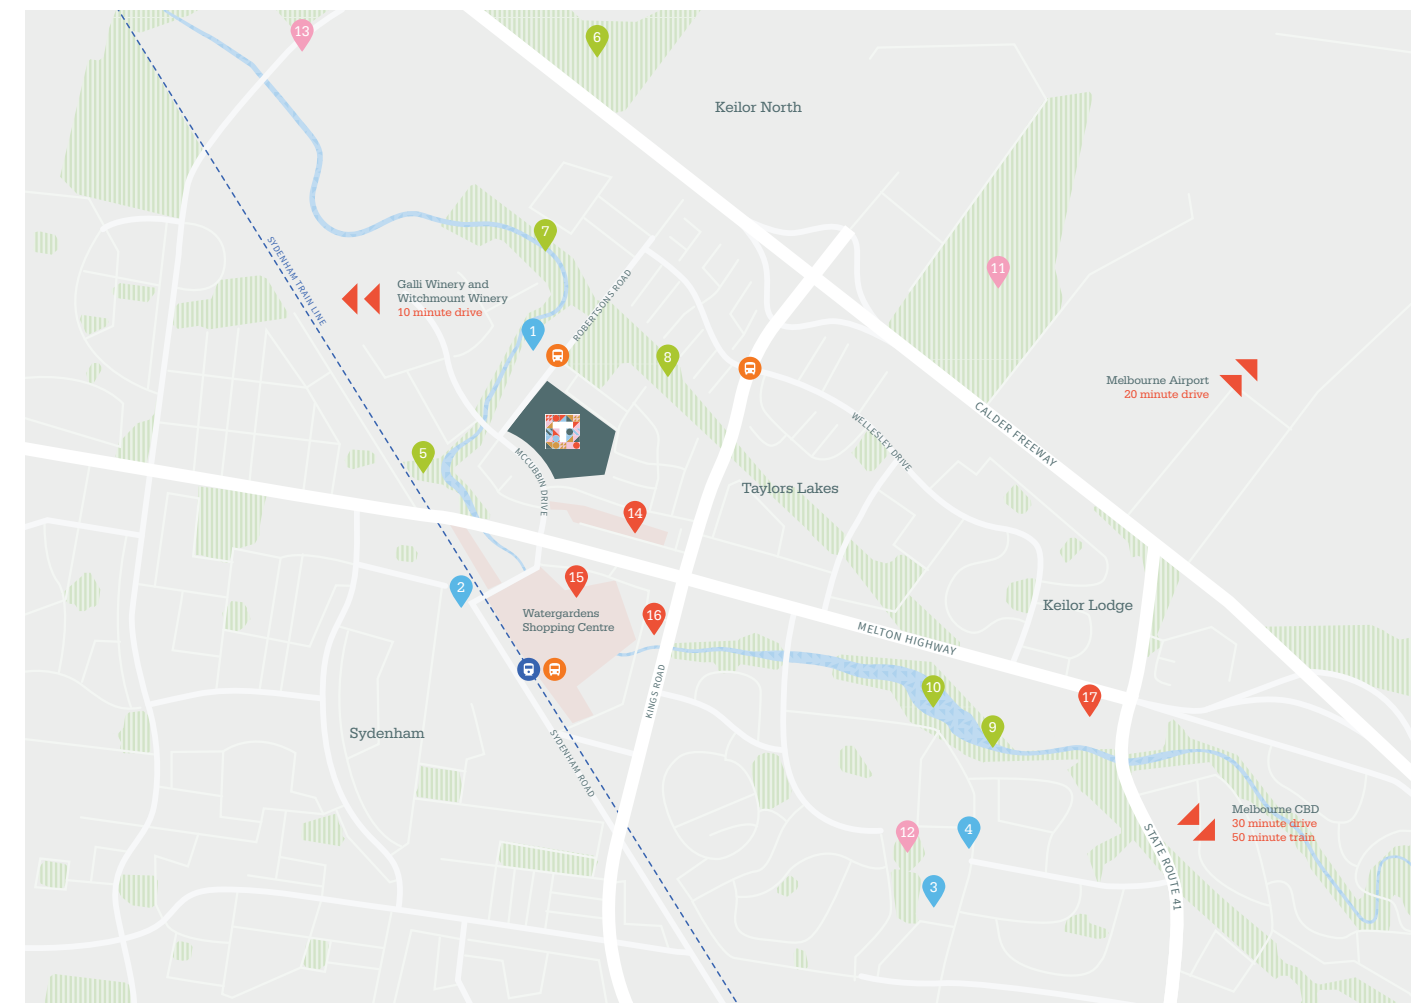 13
6
Keilor North
7
SYDENHAM TRAIN LINE
11
Galli Winery and
Witchmount Winery
10 minute drive
ROBERTSONS ROAD
1
8
Melbourne Airport
20 minute drive
CALDER FREEWAY
T
WELLESLEY DRIVE
5
MCCUBBIN DRIVE
Taylors Lakes
14
15
2
16
Watergardens
Shopping Centre
Keilor Lodge
MELTON HIGHWAY
KINGS ROAD
10
17
9
Sydenham
SYDENHAM ROAD
12
4
3
Melbourne CBD
30 minute drive
50 minute train
STATE ROUTE 41